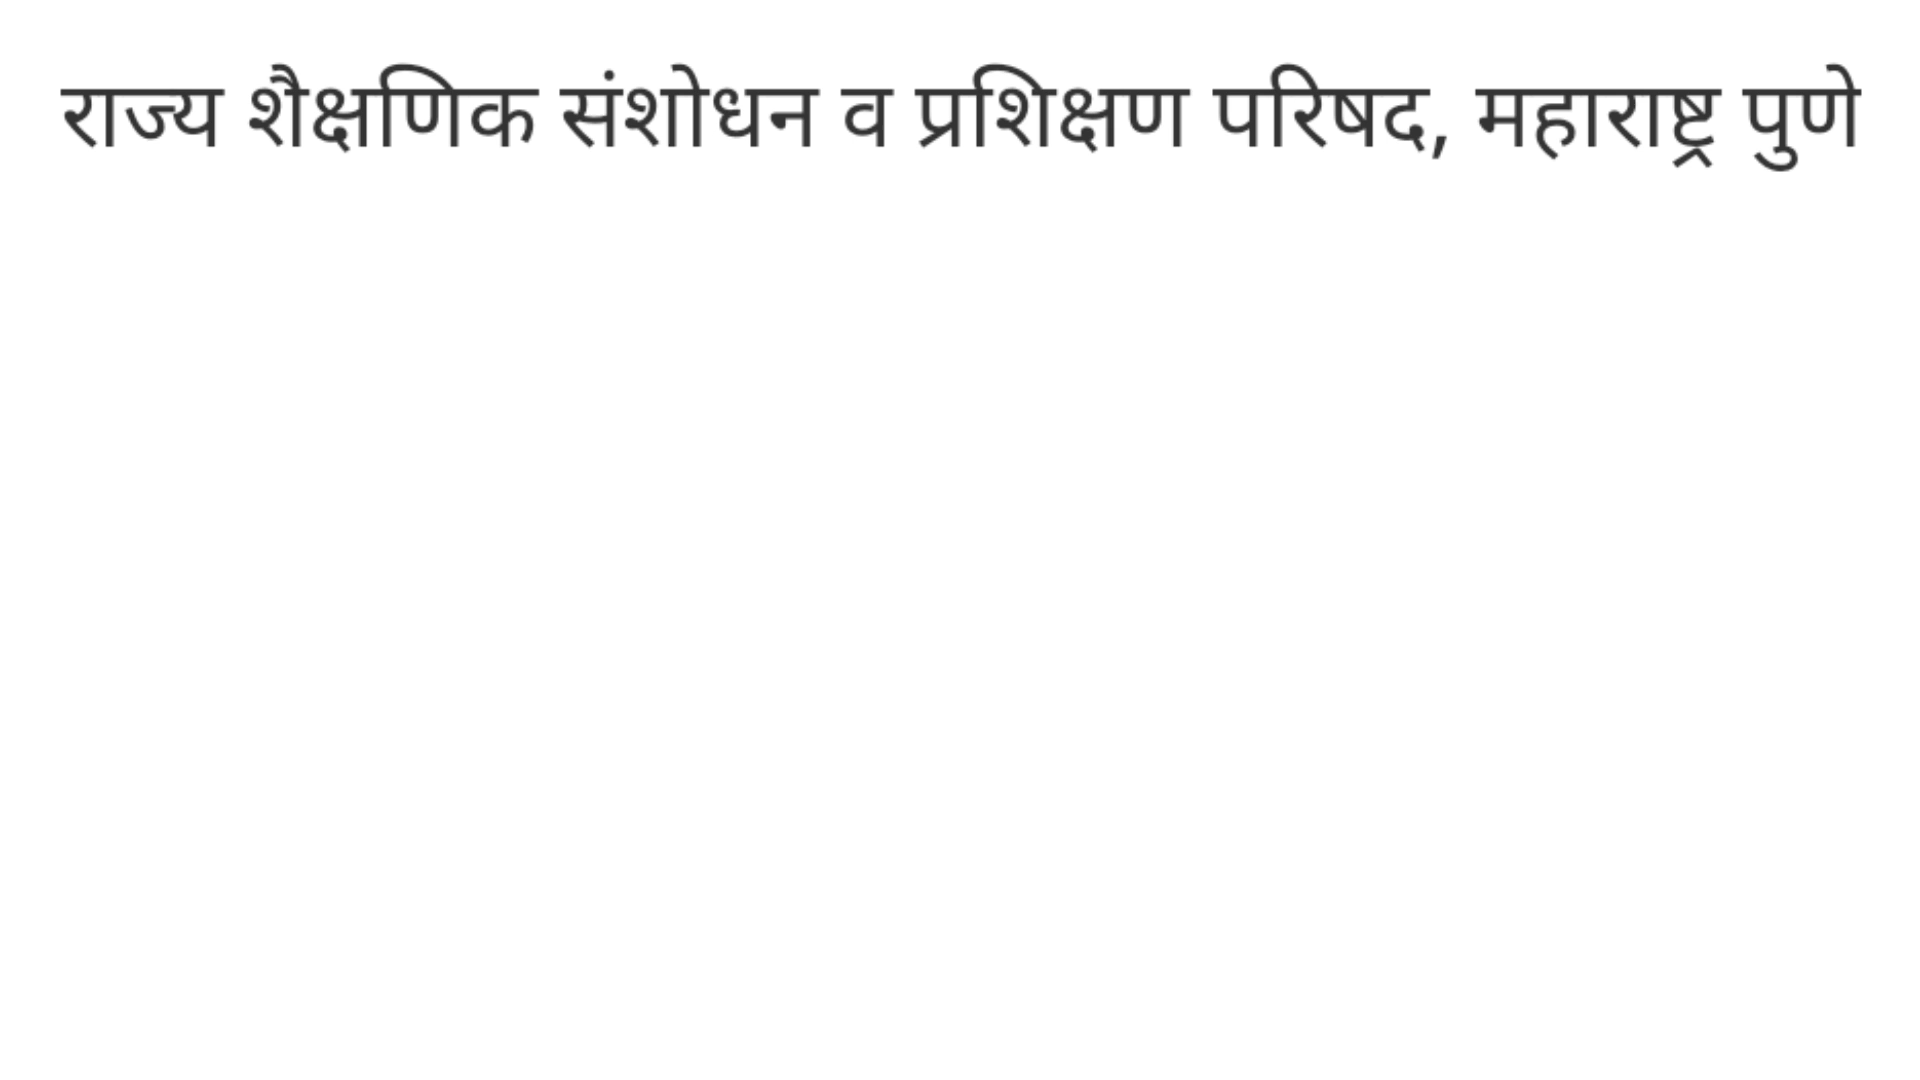 राज्य शैक्षणिक संशोधन व प्रशिक्षण परिषद, महाराष्ट्र पुणे